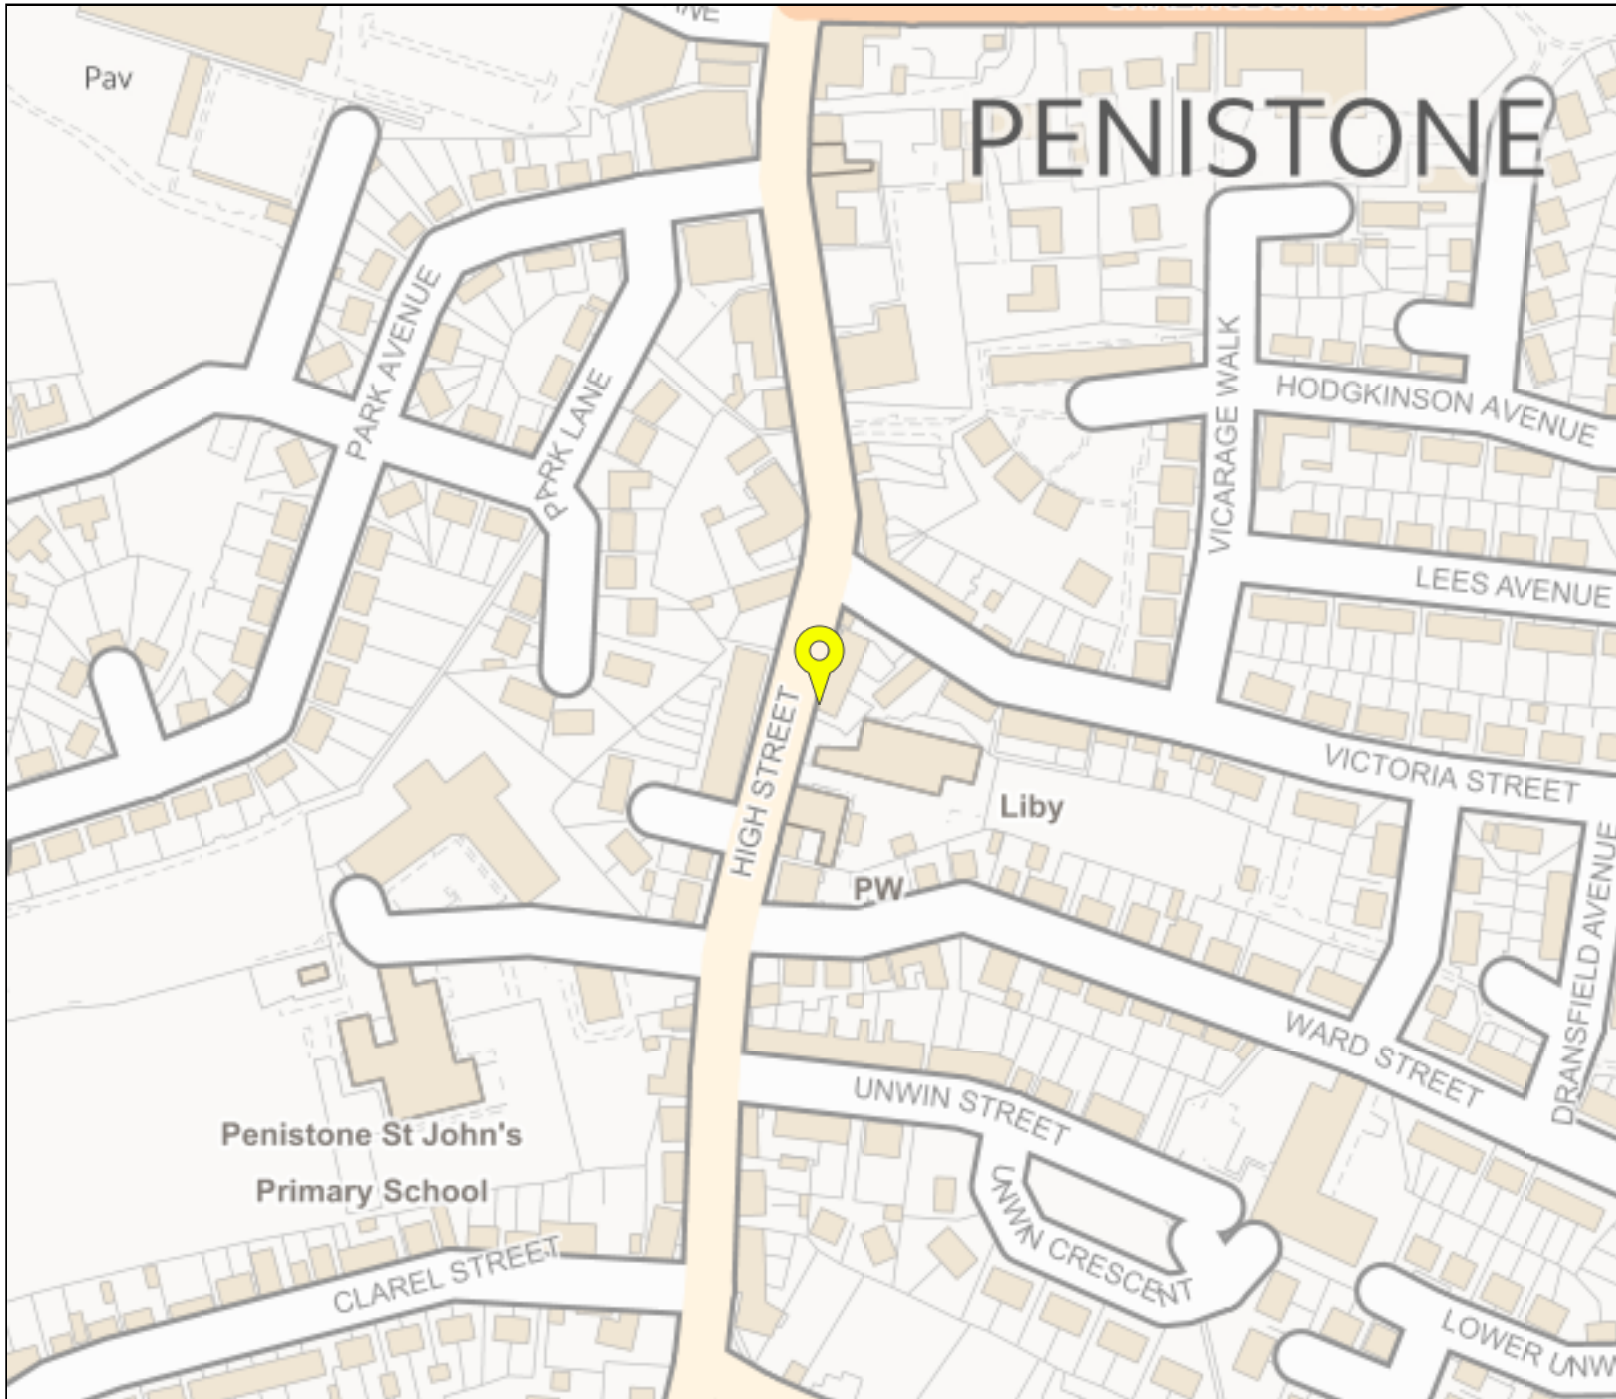 Pav
PENISTONE
PARK AVENUE
PARK LANE
VICARAGE WALK
HODGKINSON AVENUE
LEES AVENUE
HIGH STREET
VICTORIA STREET
Liby
PW
DRANSFIELD AVENUE
WARD STREET
UNWIN STREET
Penistone St John's
Primary School
UNWIN CRESCENT
CLAREL STREET
LOWER UNW